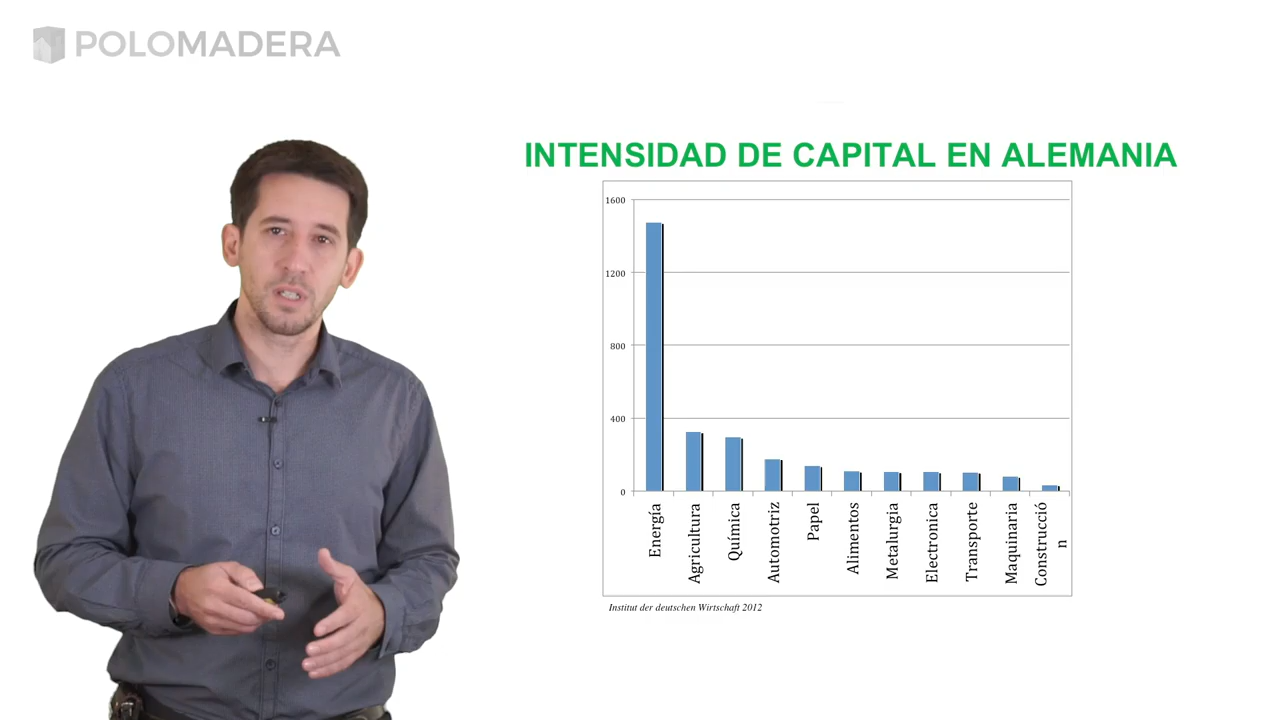 POLOMADERA
INTENSIDAD DE CAPITAL EN ALEMANIA
1600
1200
800
400
0
Energía
Agricultura
Química
Automotriz
Papel
Alimentos
Metalurgia
Electronica
Transporte
Maquinaria
Construcció
n
Institut der deutschen Wirtschaft 2012